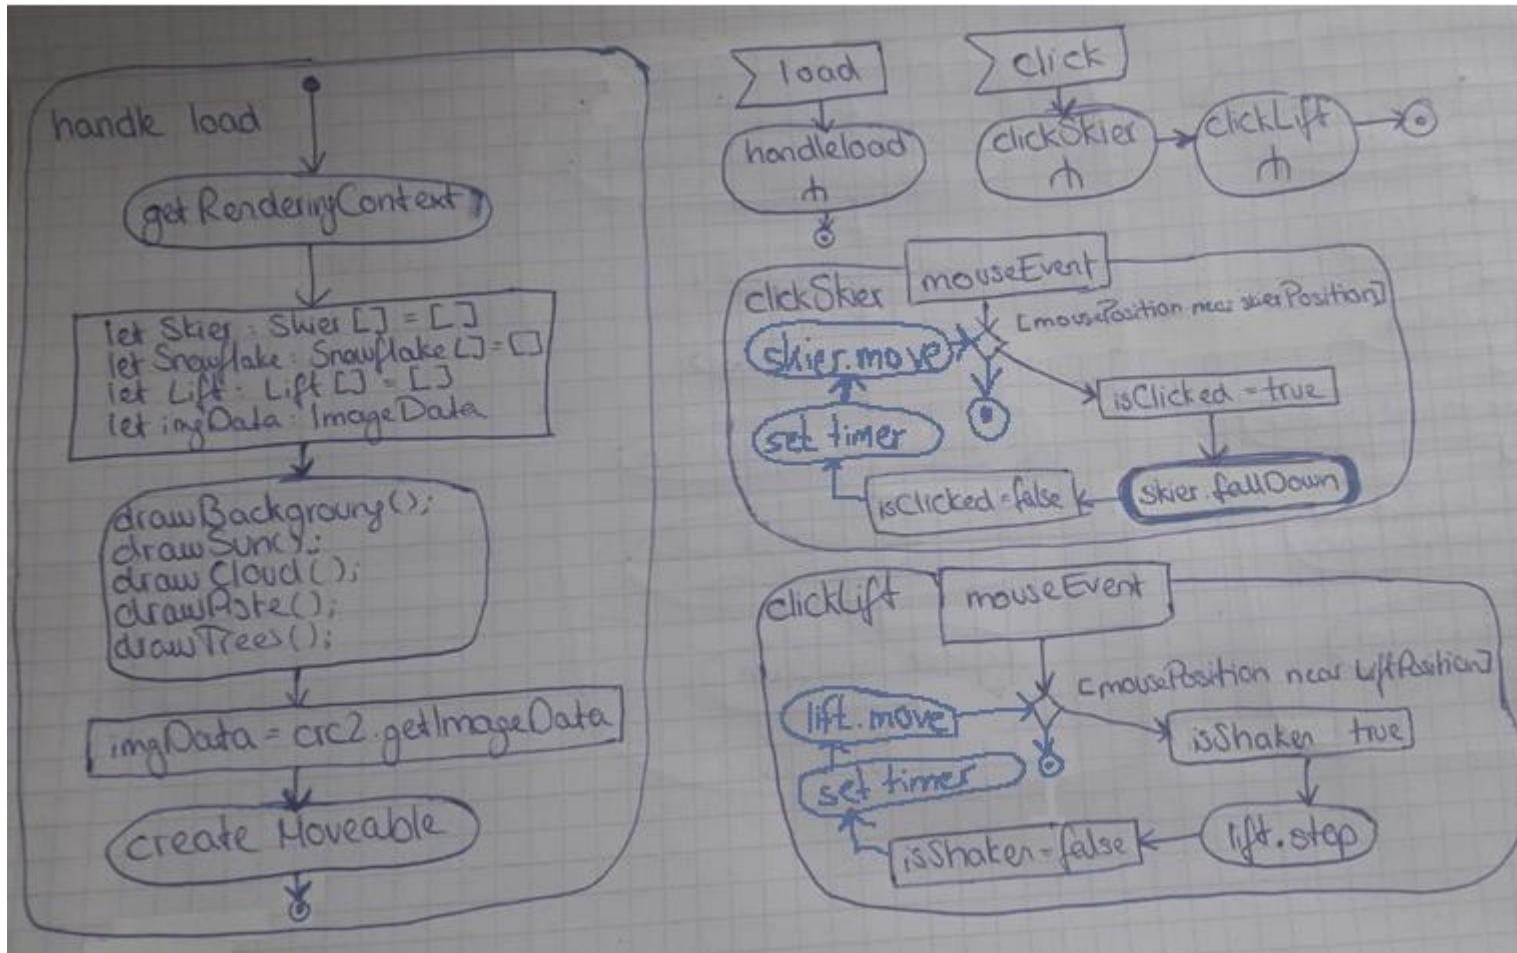 handle load
getRenderingContext
let Skier : Skier [] = []
let Snowflake : Snowflake [] = []
let Lift : Lift [] = []
let imgData : ImageData
drawBackgroung();
drawSun();
drawCloud();
drawPiste();
drawTrees();
imgData = crc2.getImageData
create Moveable
load
handleload
click
clickSkier
clickLift
clickSkier
mouseEvent
[mousePosition near skierPosition]
skier.move
isClicked = true
set timer
isClicked = false
skier.fallDown
clickLift
mouseEvent
[mousePosition near LiftPosition]
lift.move
isShaken true
set timer
isShaken = false
lift.stop